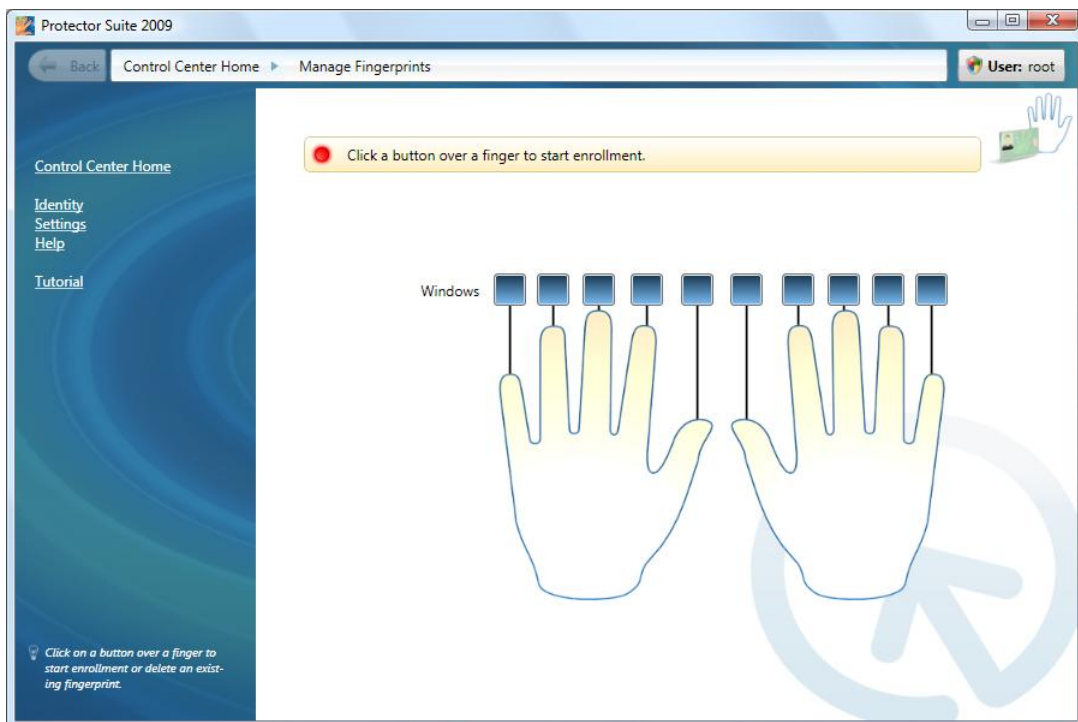 Protector Suite 2009
Back Control Center Home Manage Fingerprints User: root
Click a button over a finger to start enrollment.
Control Center Home
Identity
Settings
Help
Tutorial
Windows
Click on a button over a finger to
start enrollment or delete an exist-
ing fingerprint.